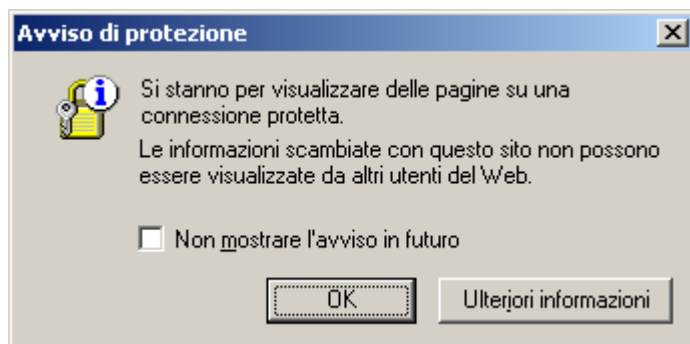 Avviso di protezione
Si stanno per visualizzare delle pagine su una
connessione protetta.
Le informazioni scambiate con questo sito non possono
essere visualizzate da altri utenti del Web.
Non mostrare l'avviso in futuro
OK
Ulteriori informazioni